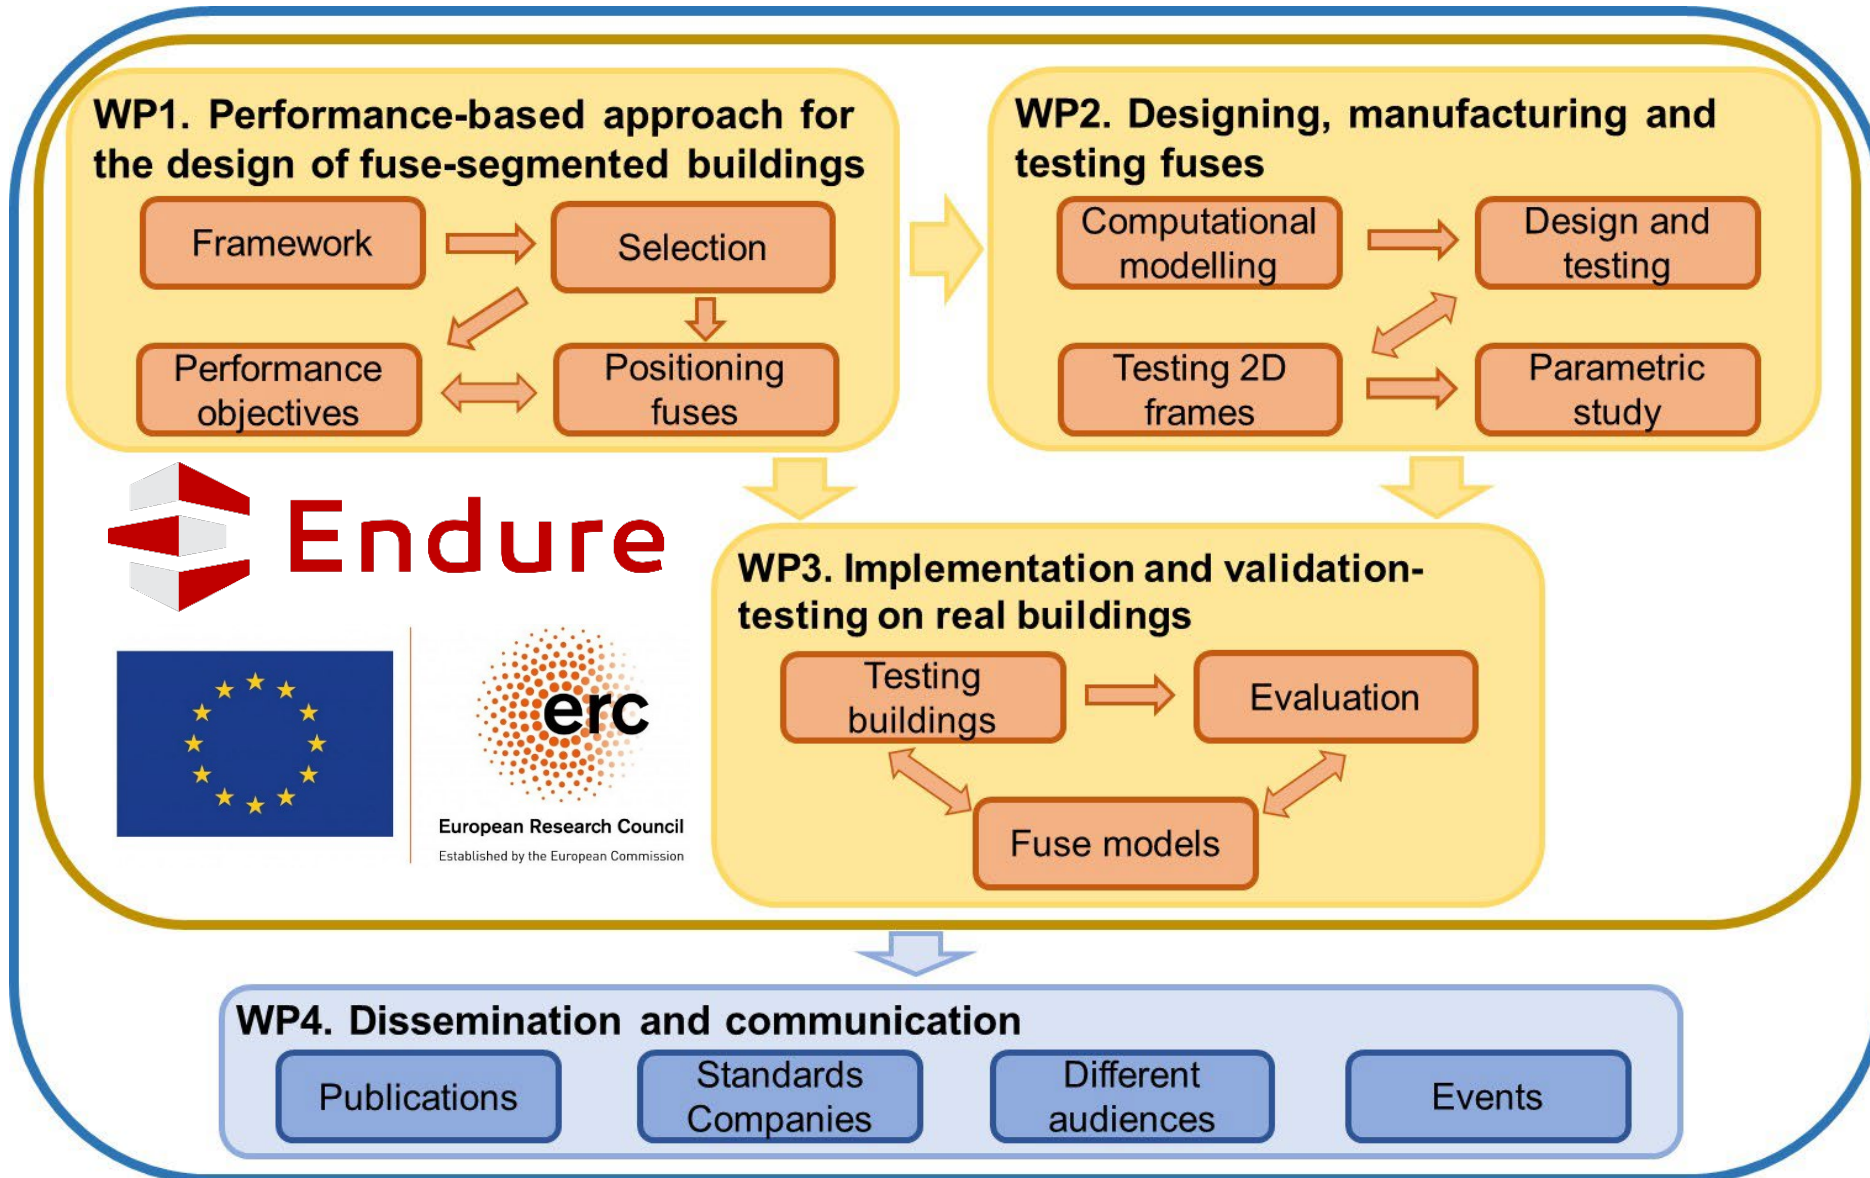 WP1. Performance-based approach for
the design of fuse-segmented buildings
Framework
Selection
Performance
objectives
Positioning
fuses
WP2. Designing, manufacturing and
testing fuses
Computational
modelling
Design and
testing
Testing 2D
frames
Parametric
study
Endure
erc
European Research Council
Established by the European Commission
WP3. Implementation and validation-
testing on real buildings
Testing
buildings
Evaluation
Fuse models
WP4. Dissemination and communication
Publications
Standards
Companies
Different
audiences
Events